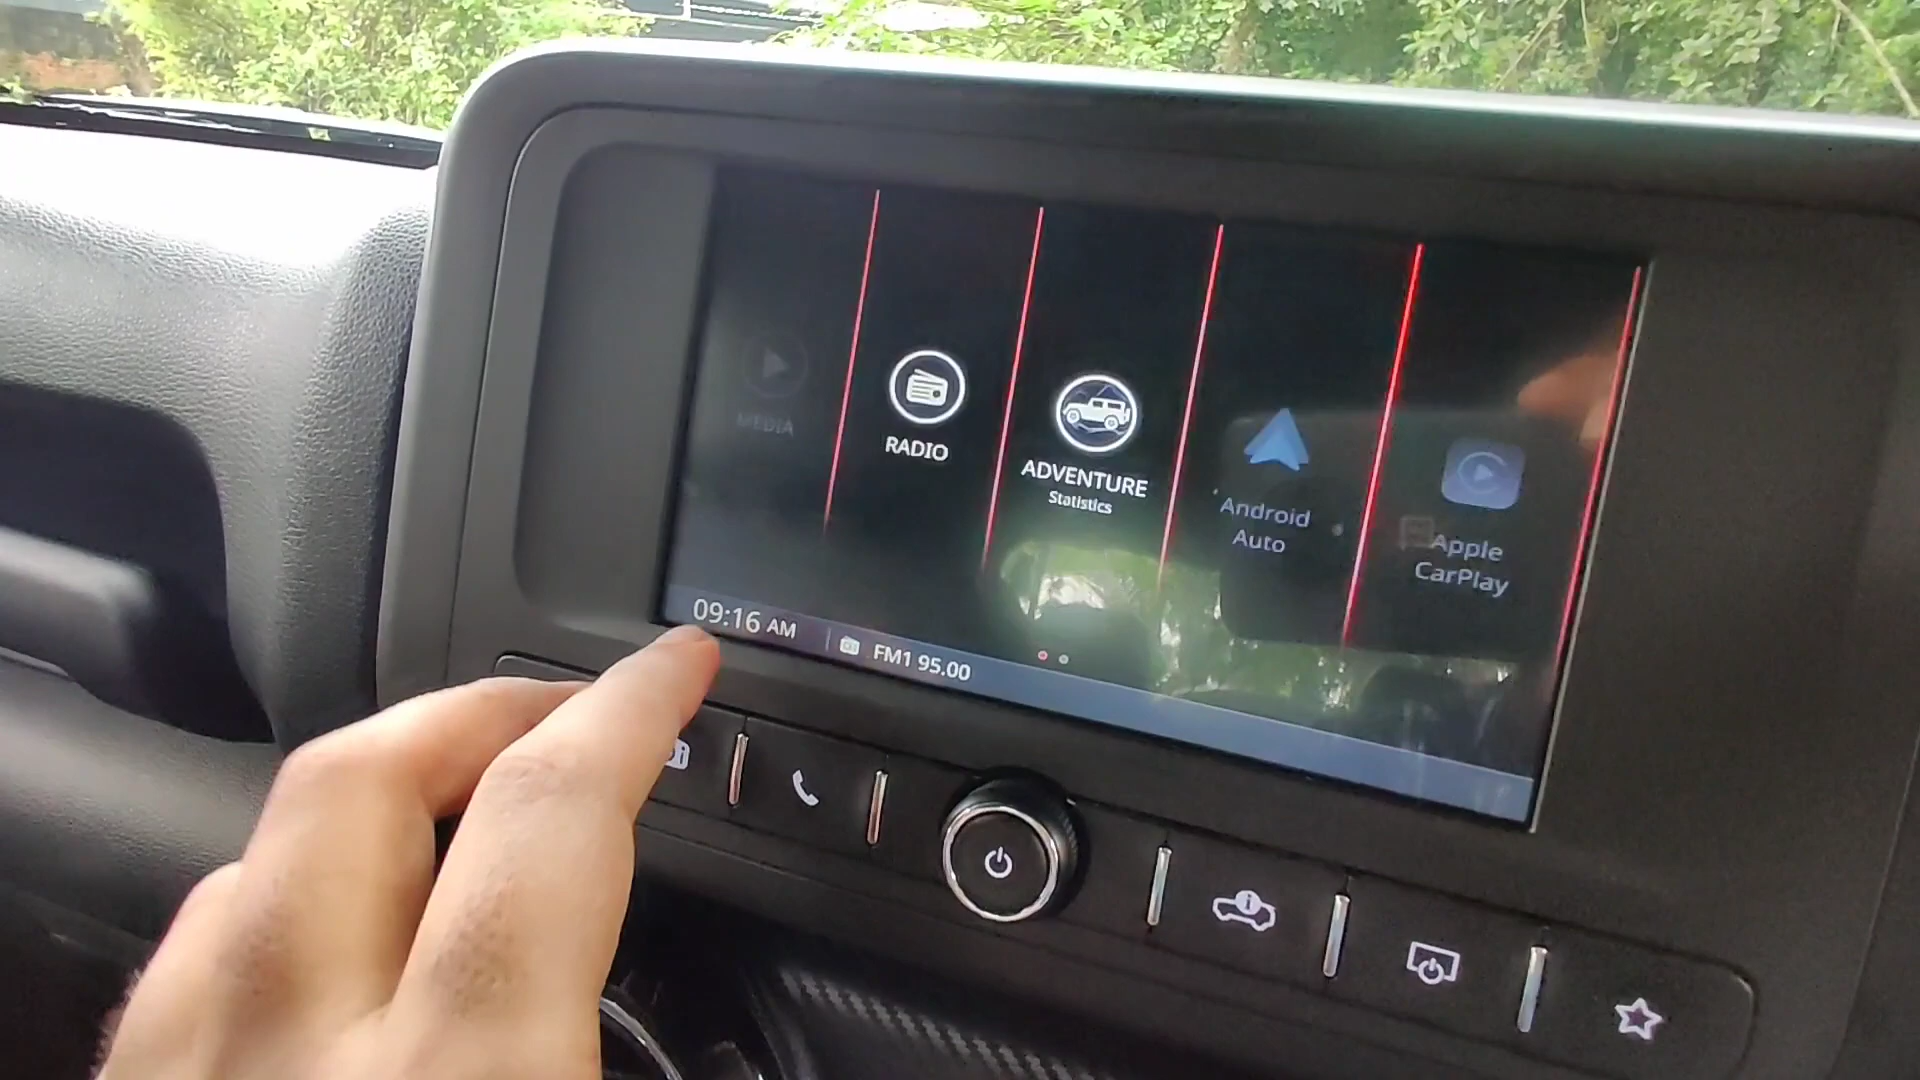 MEDIA
RADIO
ADVENTURE
Statistics
Android
Auto
Apple
CarPlay
09:16 AM
FM1 95.00